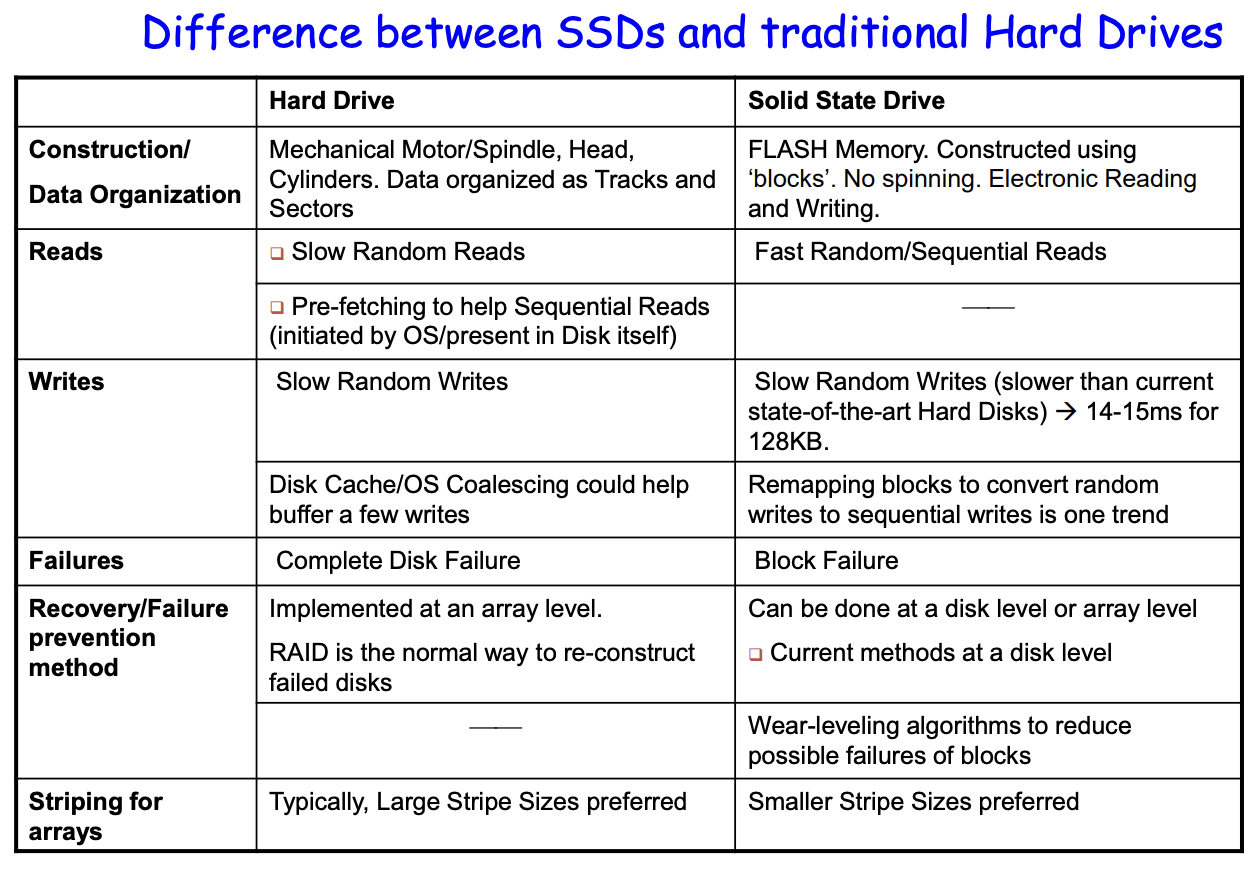 Difference between SSDs and traditional Hard Drives
Hard Drive
Solid State Drive
Construction/
Data Organization
Mechanical Motor/Spindle, Head,
Cylinders. Data organized as Tracks and
Sectors
FLASH Memory. Constructed using
‘blocks’. No spinning. Electronic Reading
and Writing.
Reads
❑ Slow Random Reads
Fast Random/Sequential Reads
❑ Pre-fetching to help Sequential Reads
(initiated by OS/present in Disk itself)
——
Writes
Slow Random Writes
Slow Random Writes (slower than current
state-of-the-art Hard Disks) → 14-15ms for
128KB.
Disk Cache/OS Coalescing could help
buffer a few writes
Remapping blocks to convert random
writes to sequential writes is one trend
Failures
Complete Disk Failure
Block Failure
Recovery/Failure
prevention
method
Implemented at an array level.
RAID is the normal way to re-construct
failed disks
Can be done at a disk level or array level
❑ Current methods at a disk level
——
Wear-leveling algorithms to reduce
possible failures of blocks
Striping for
arrays
Typically, Large Stripe Sizes preferred
Smaller Stripe Sizes preferred